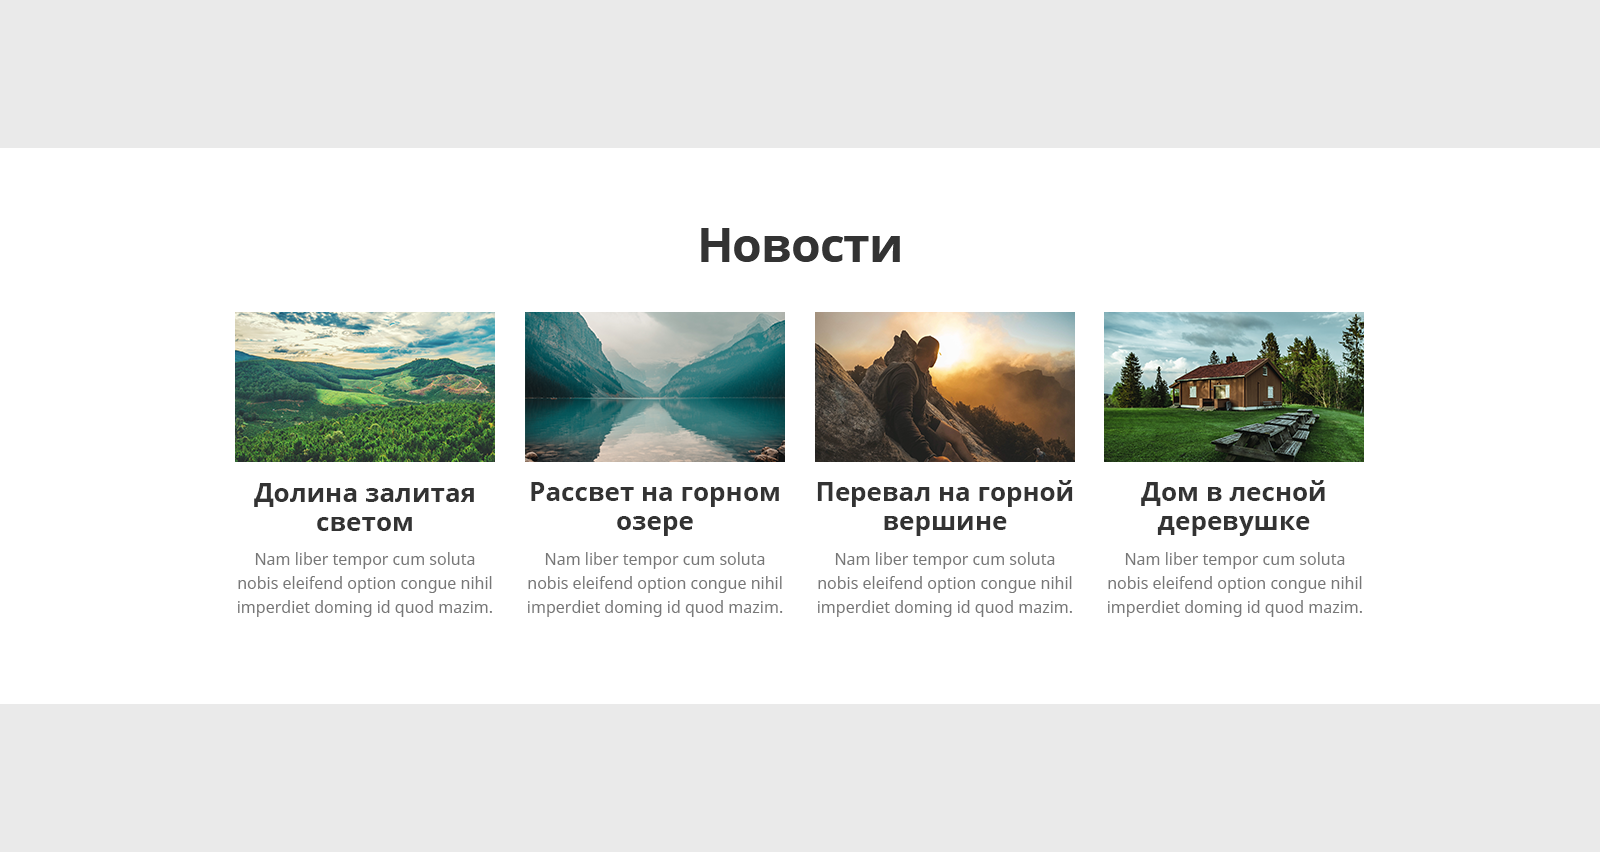 Новости
Долина залитая
светом
Nam liber tempor cum soluta
nobis eleifend option congue nihil
imperdiet doming id quod mazim.
Рассвет на горном
озере
Nam liber tempor cum soluta
nobis eleifend option congue nihil
imperdiet doming id quod mazim.
Перевал на горной
вершине
Nam liber tempor cum soluta
nobis eleifend option congue nihil
imperdiet doming id quod mazim.
Дом в лесной
деревушке
Nam liber tempor cum soluta
nobis eleifend option congue nihil
imperdiet doming id quod mazim.